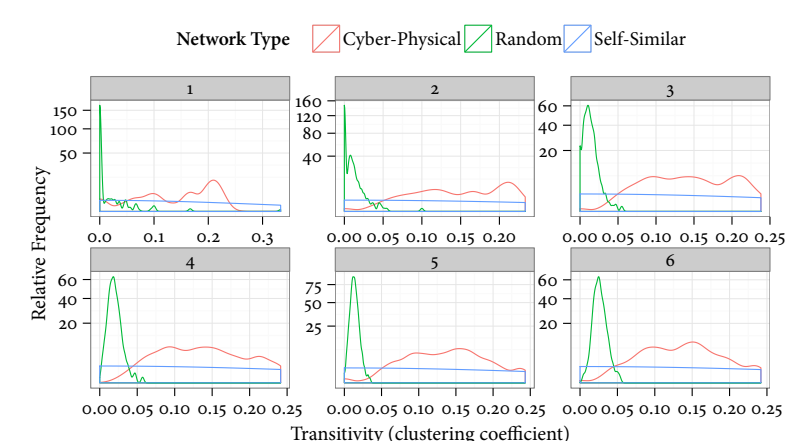 Network Type Cyber-Physical Random Self-Similar
1 2 3
150 100 50
160 120 80 40
60 40 20
0.0 0.1 0.2 0.3
0.00 0.05 0.10 0.15 0.20
0.00 0.05 0.10 0.15 0.20 0.25
Relative Frequency
4 5 6
60 40 20
75 50 25
60 40 20
0.00 0.05 0.10 0.15 0.20 0.25
0.00 0.05 0.10 0.15 0.20 0.25
0.00 0.05 0.10 0.15 0.20 0.25
Transitivity (clustering coefficient)